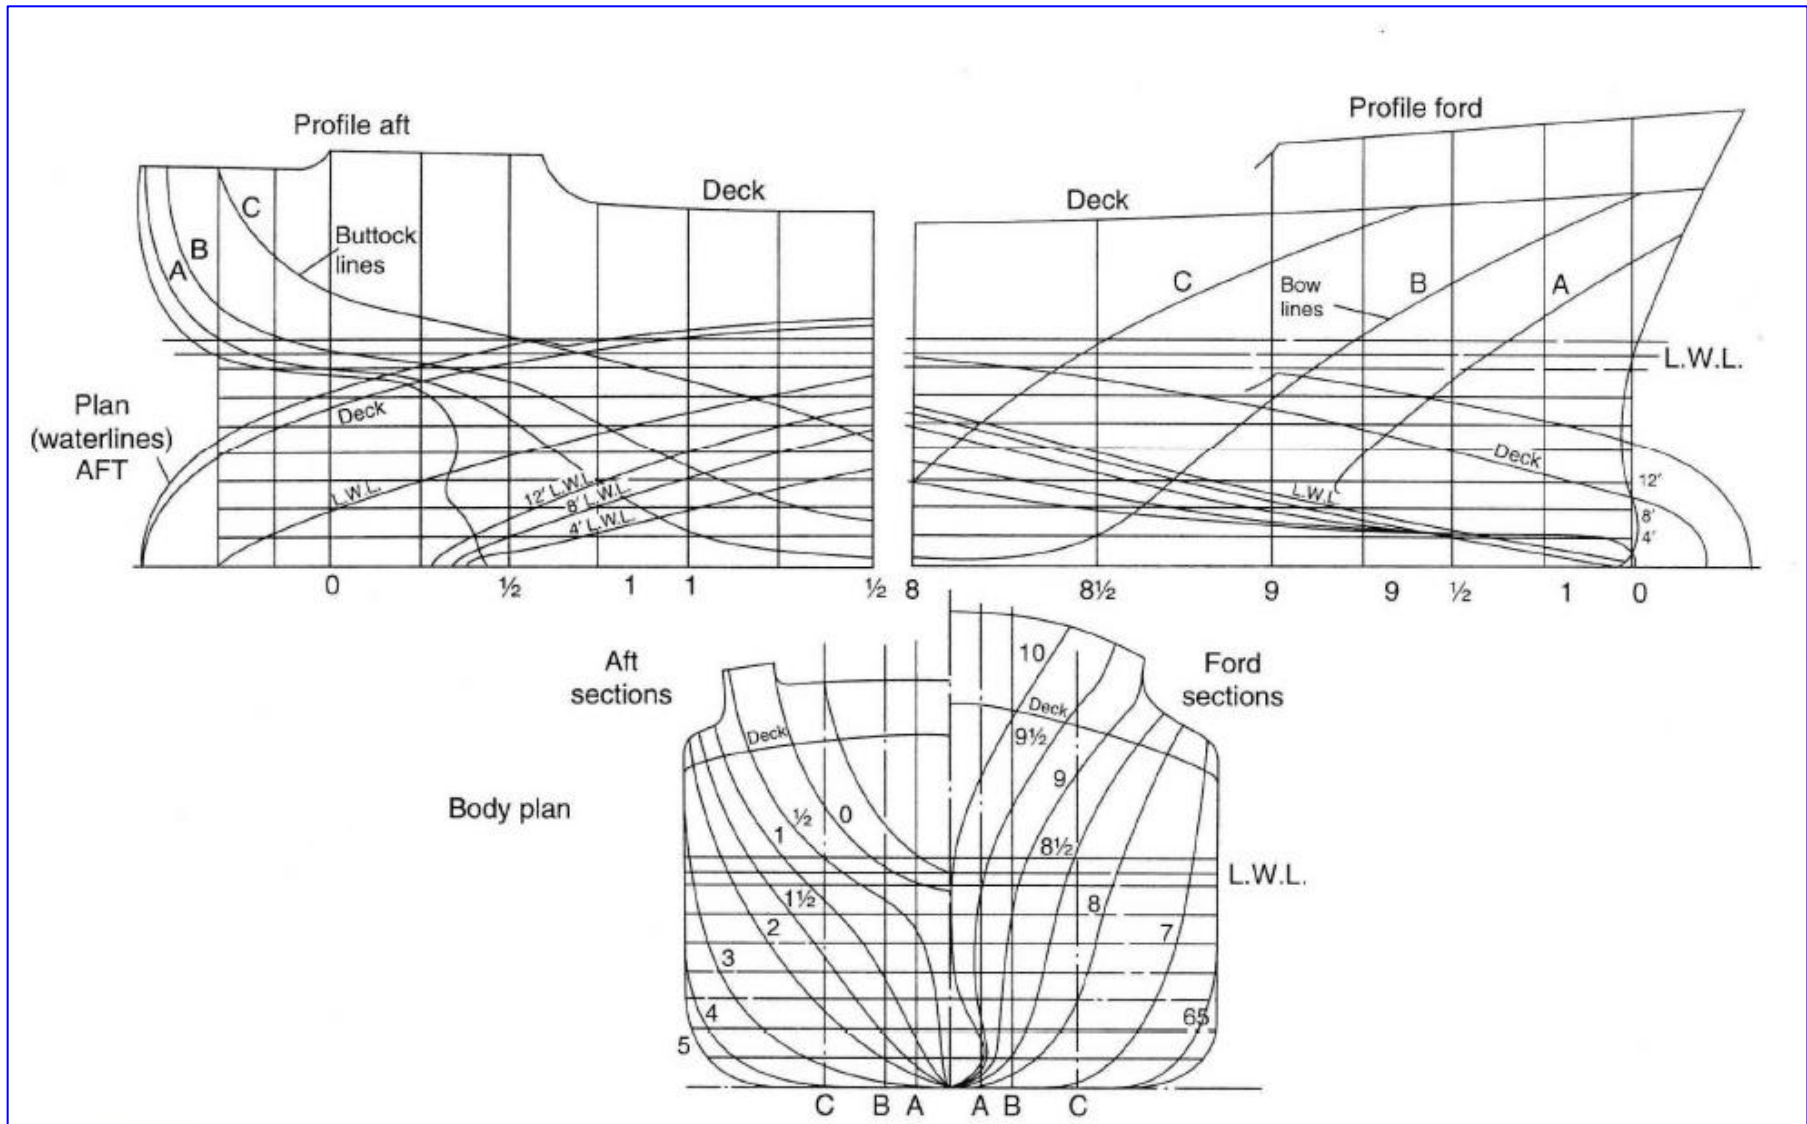 Profile aft
Profile ford
Deck
Deck
C
B
A
Buttock
lines
C
B
A
Bow
lines
L.W.L.
Plan
(waterlines)
AFT
Deck
L.W.L.
12' L.W.L.
8' L.W.L.
4' L.W.L.
Deck
L.W.L.
12'
8'
4'
0 ½ 1 1 ½ 8 8½ 9 9 ½ 1 0
Aft
sections
Ford
sections
10
Deck
Deck
9½
9
Body plan
½
0
1
8½
L.W.L.
1½
8
2
7
3
4
65
5
C B A A B C